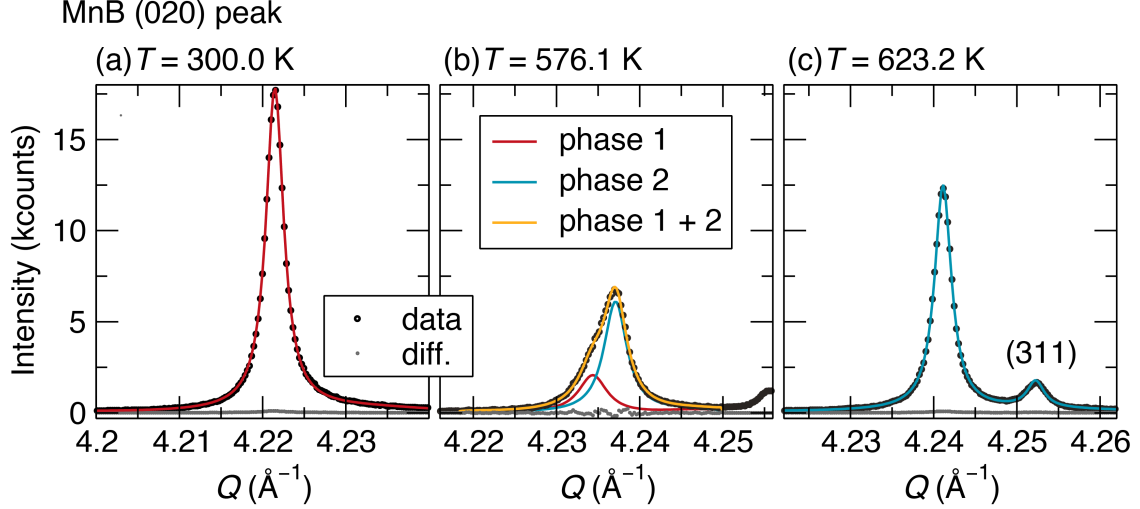 MnB (020) peak
(a) T = 300.0 K
(b) T = 576.1 K
(c) T = 623.2 K
Intensity (kcounts)
15
10
5
0
phase 1
phase 2
phase 1 + 2
data
diff.
(311)
4.2 4.21 4.22 4.23
4.22 4.23 4.24 4.25
4.23 4.24 4.25 4.26
Q (Å⁻¹)
Q (Å⁻¹)
Q (Å⁻¹)